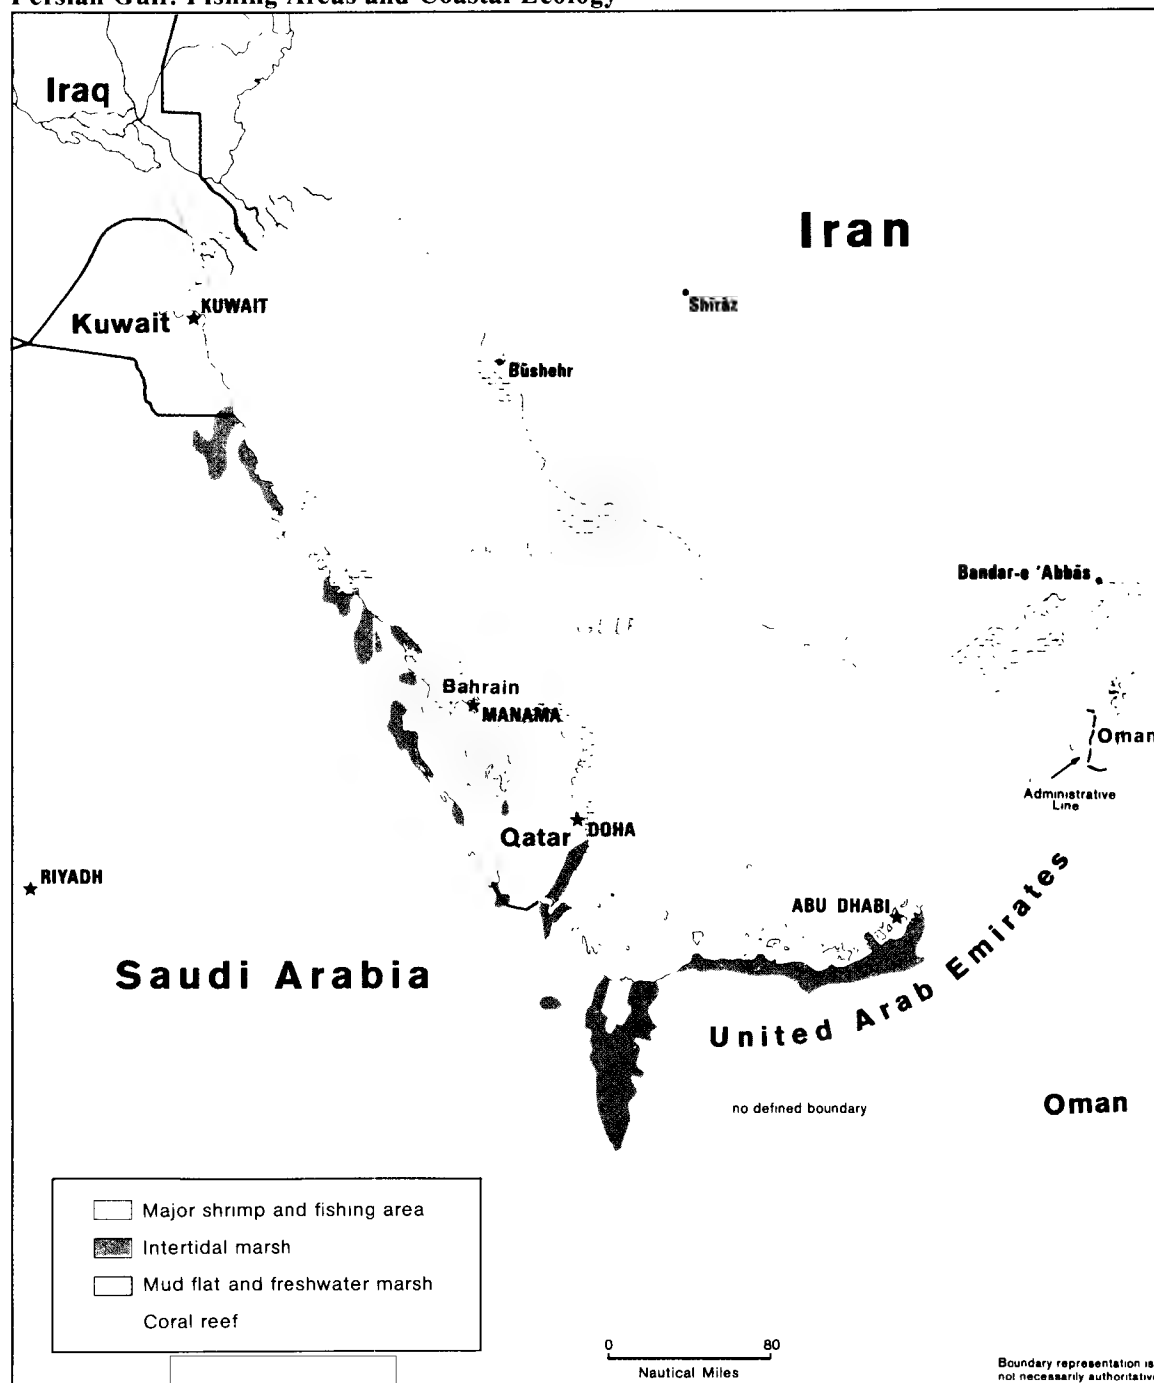 Persian Gulf: Fishing Areas and Coastal Ecology
Iraq
Iran
Shīrāz
KUWAIT
Kuwait
Būshehr
Bandar-e 'Abbās
Bahrain
MANAMA
Oman
Administrative
Line
Qatar
DOHA
RIYADH
ABU DHABI
Saudi Arabia
United Arab Emirates
no defined boundary
Oman
Major shrimp and fishing area
Intertidal marsh
Mud flat and freshwater marsh
Coral reef
0 80
Nautical Miles
Boundary representation is
not necessarily authoritative